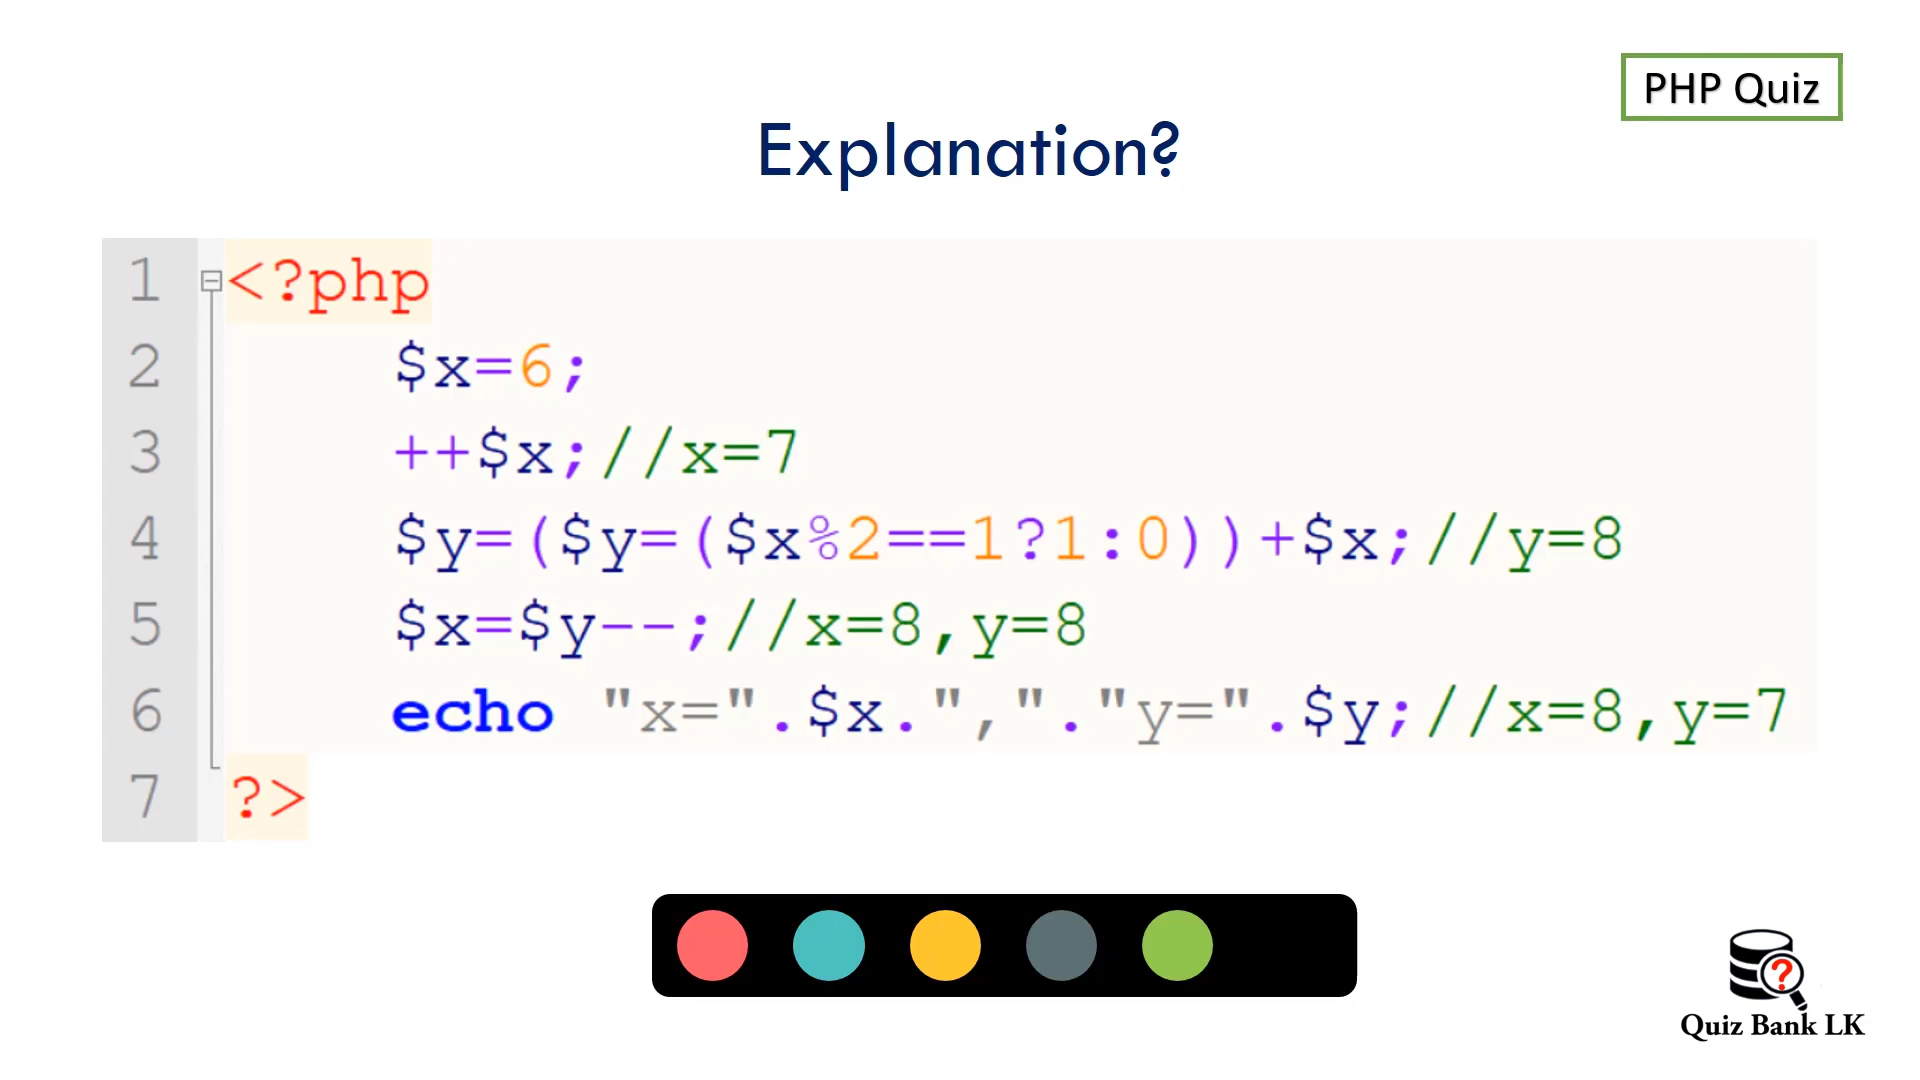 PHP Quiz
Explanation?
1 <?php
2 $x=6;
3 ++$x;//x=7
4 $y=($y=($x%2==1?1:0))+$x;//y=8
5 $x=$y--;//x=8,y=8
6 echo "x=".$x.",“."y=".$y;//x=8,y=7
7 ?>
?
Quiz Bank LK